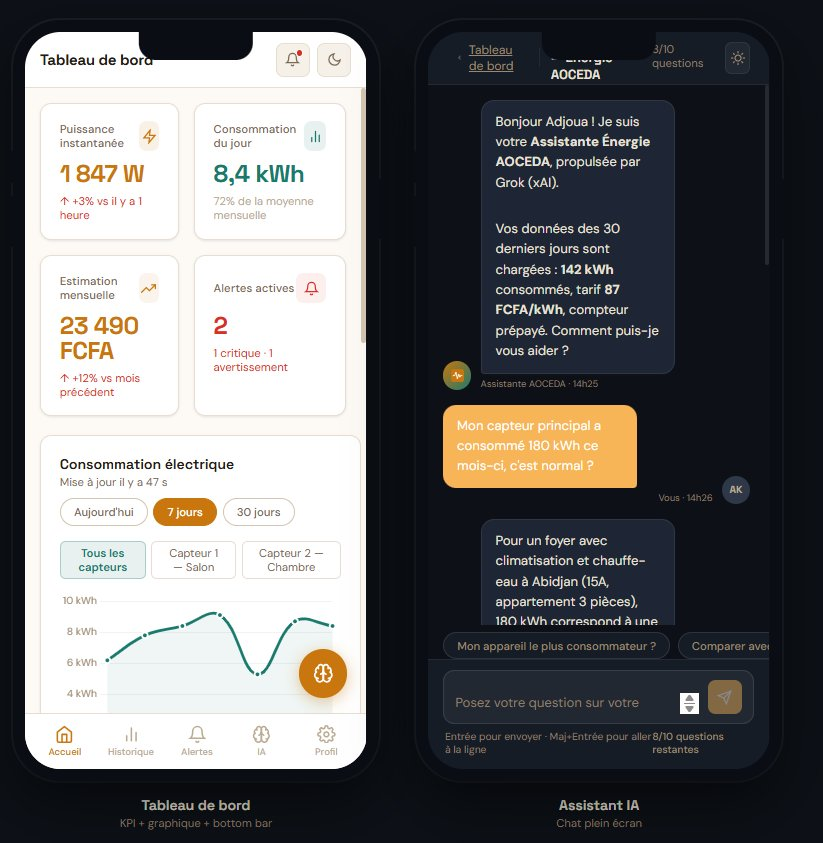 Tableau de bord
Puissance
instantanée
1 847 W
↑ +3% vs il y a 1
heure
Consommation
du jour
8,4 kWh
72% de la moyenne
mensuelle
Estimation
mensuelle
23 490
FCFA
↑ +12% vs mois
précédent
Alertes actives
2
1 critique · 1
avertissement
Consommation électrique
Mise à jour il y a 47 s
Aujourd'hui
7 jours
30 jours
Tous les
capteurs
Capteur 1
— Salon
Capteur 2 —
Chambre
10 kWh
8 kWh
6 kWh
4 kWh
Accueil
Historique
Alertes
IA
Profil
Tableau de bord
KPI + graphique + bottom bar
‹ Tableau
de bord
Énergie
AOCEDA
8/10
questions
Bonjour Adjoua ! Je suis
votre Assistante Énergie
AOCEDA, propulsée par
Grok (xAI).
Vos données des 30
derniers jours sont
chargées : 142 kWh
consommés, tarif 87
FCFA/kWh, compteur
prépayé. Comment puis-je
vous aider ?
Assistante AOCEDA · 14h25
Mon capteur principal a
consommé 180 kWh ce
mois-ci, c'est normal ?
AK
Vous · 14h26
Pour un foyer avec
climatisation et chauffe-
eau à Abidjan (15A,
appartement 3 pièces),
180 kWh correspond à une
Mon appareil le plus consommateur ?
Comparer avec
Posez votre question sur votre
Entrée pour envoyer · Maj+Entrée pour aller
à la ligne
8/10 questions
restantes
Assistant IA
Chat plein écran